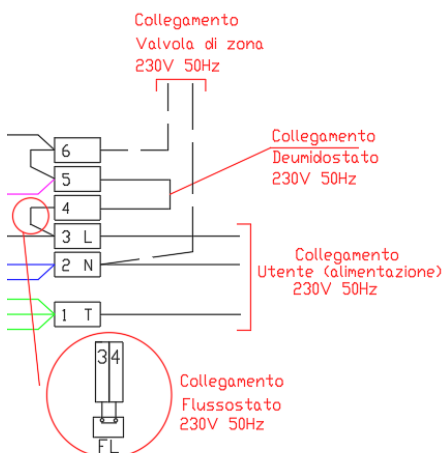 Collegamento
Valvola di zona
230V 50Hz
6
5
4
3 L
2 N
1 T
Collegamento
Deumidostato
230V 50Hz
Collegamento
Utente (alimentazione)
230V 50Hz
34
FL
Collegamento
Flussostato
230V 50Hz